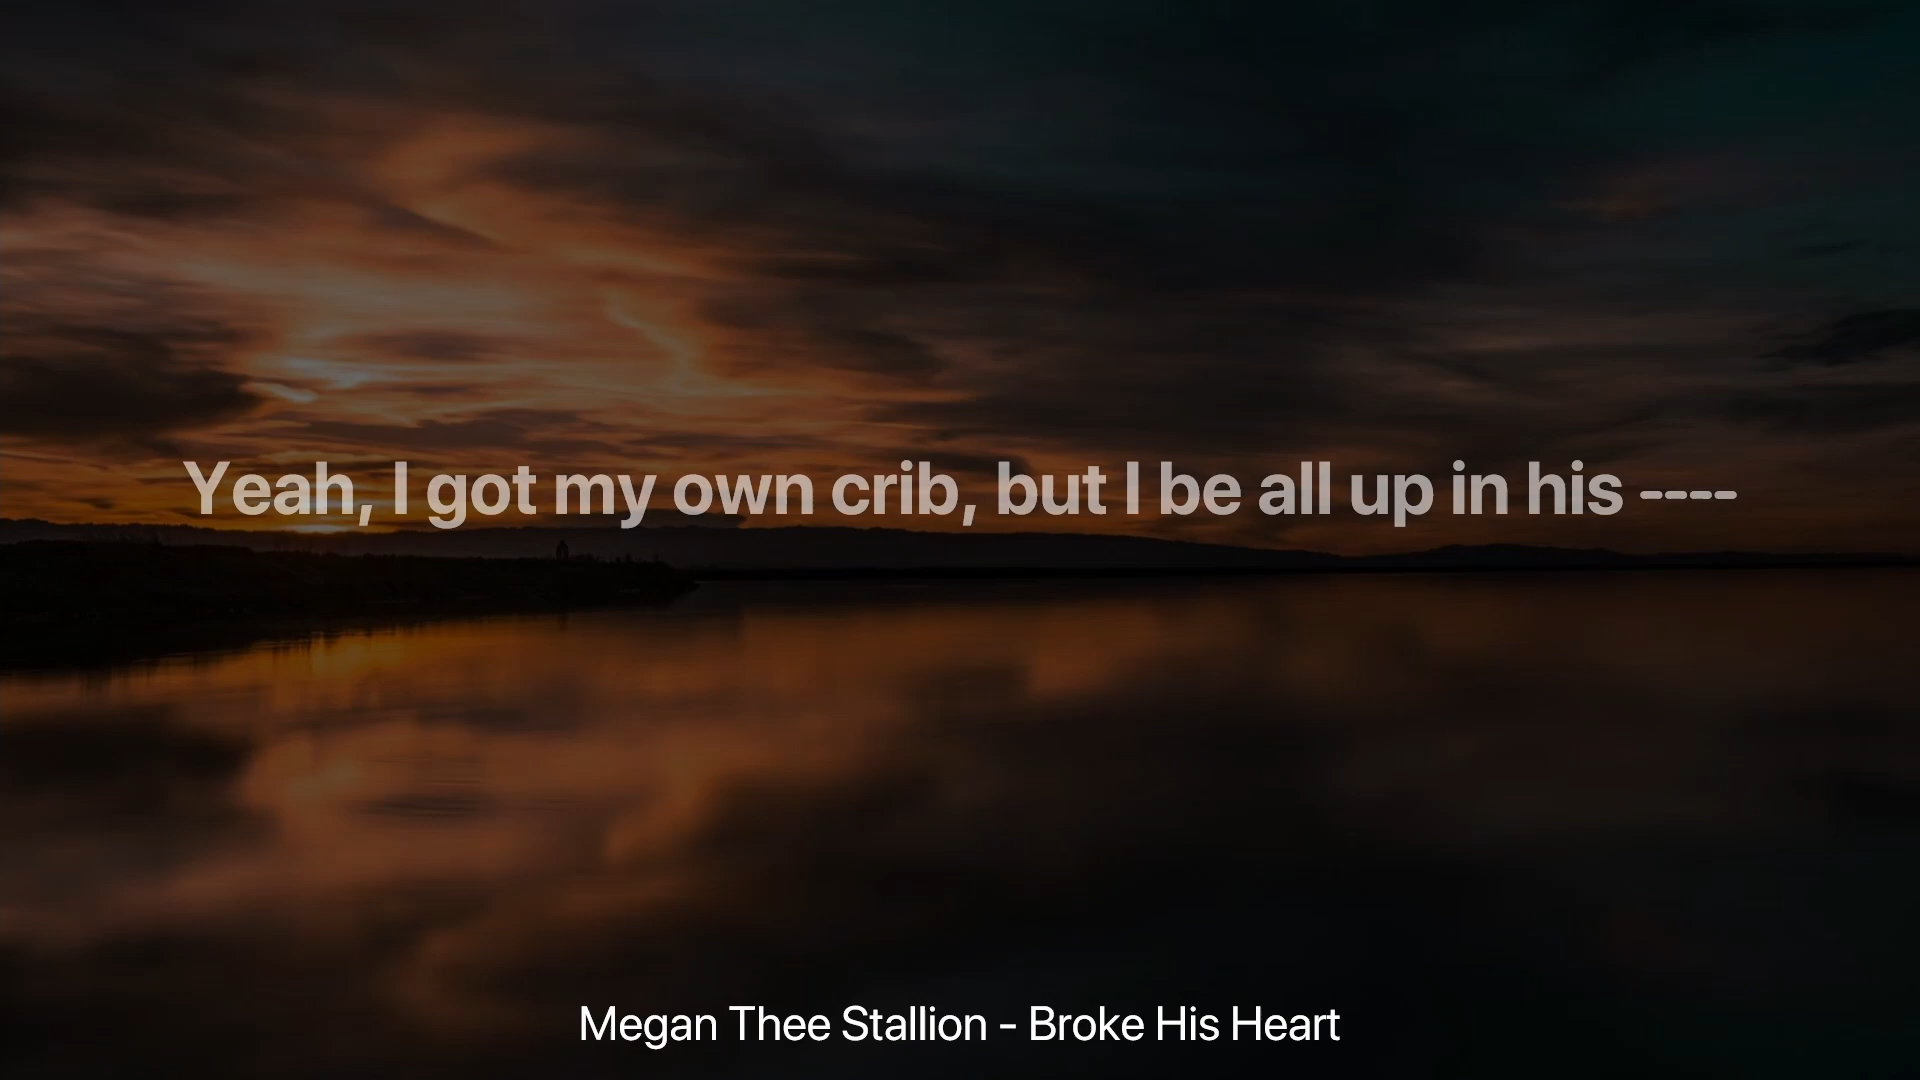 Yeah, I got my own crib, but I be all up in his ----
Megan Thee Stallion - Broke His Heart